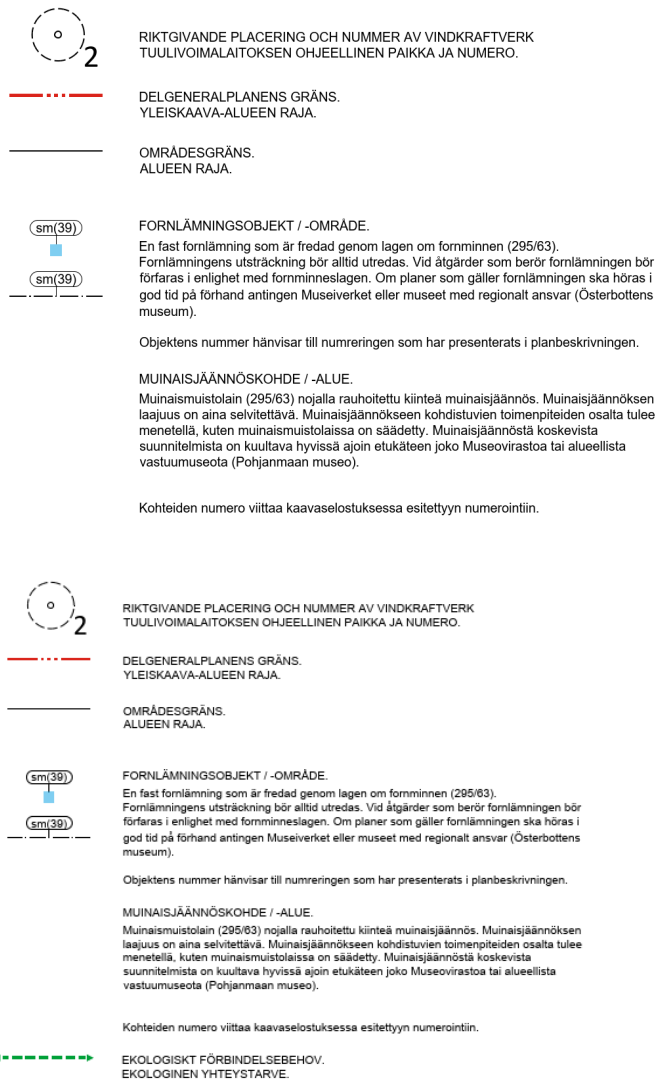 2
RIKTGIVANDE PLACERING OCH NUMMER AV VINDKRAFTVERK
TUULIVOIMALAITOKSEN OHJEELLINEN PAIKKA JA NUMERO.
DELGENERALPLANENS GRÄNS.
YLEISKAAVA-ALUEEN RAJA.
OMRÅDESGRÄNS.
ALUEEN RAJA.
sm(39)
sm(39)
FORNLÄMNINGSOBJEKT / -OMRÅDE.
En fast fornlämning som är fredad genom lagen om fornminnen (295/63).
Fornlämningens utsträckning bör alltid utredas. Vid åtgärder som berör fornlämningen bör
förfaras i enlighet med fornminneslagen. Om planer som gäller fornlämningen ska höras i
god tid på förhand antingen Museiverket eller museet med regionalt ansvar (Österbottens
museum).
Objektens nummer hänvisar till numreringen som har presenterats i planbeskrivningen.
MUINAISJÄÄNNÖSKOHDE / -ALUE.
Muinaismuistolain (295/63) nojalla rauhoitettu kiinteä muinaisjäännös. Muinaisjäännöksen
laajuus on aina selvitettävä. Muinaisjäännökseen kohdistuvien toimenpiteiden osalta tulee
menetellä, kuten muinaismuistolaissa on säädetty. Muinaisjäännöstä koskevista
suunnitelmista on kuultava hyvissä ajoin etukäteen joko Museovirastoa tai alueellista
vastuumuseota (Pohjanmaan museo).
Kohteiden numero viittaa kaavaselostuksessa esitettyyn numerointiin.
2
RIKTGIVANDE PLACERING OCH NUMMER AV VINDKRAFTVERK
TUULIVOIMALAITOKSEN OHJEELLINEN PAIKKA JA NUMERO.
DELGENERALPLANENS GRÄNS.
YLEISKAAVA-ALUEEN RAJA.
OMRÅDESGRÄNS.
ALUEEN RAJA.
sm(39)
sm(39)
FORNLÄMNINGSOBJEKT / -OMRÅDE.
En fast fornlämning som är fredad genom lagen om fornminnen (295/63).
Fornlämningens utsträckning bör alltid utredas. Vid åtgärder som berör fornlämningen bör
förfaras i enlighet med fornminneslagen. Om planer som gäller fornlämningen ska höras i
god tid på förhand antingen Museiverket eller museet med regionalt ansvar (Österbottens
museum).
Objektens nummer hänvisar till numreringen som har presenterats i planbeskrivningen.
MUINAISJÄÄNNÖSKOHDE / -ALUE.
Muinaismuistolain (295/63) nojalla rauhoitettu kiinteä muinaisjäännös. Muinaisjäännöksen
laajuus on aina selvitettävä. Muinaisjäännökseen kohdistuvien toimenpiteiden osalta tulee
menetellä, kuten muinaismuistolaissa on säädetty. Muinaisjäännöstä koskevista
suunnitelmista on kuultava hyvissä ajoin etukäteen joko Museovirastoa tai alueellista
vastuumuseota (Pohjanmaan museo).
Kohteiden numero viittaa kaavaselostuksessa esitettyyn numerointiin.
EKOLOGISKT FÖRBINDELSEBEHOV.
EKOLOGINEN YHTEYSTARVE.